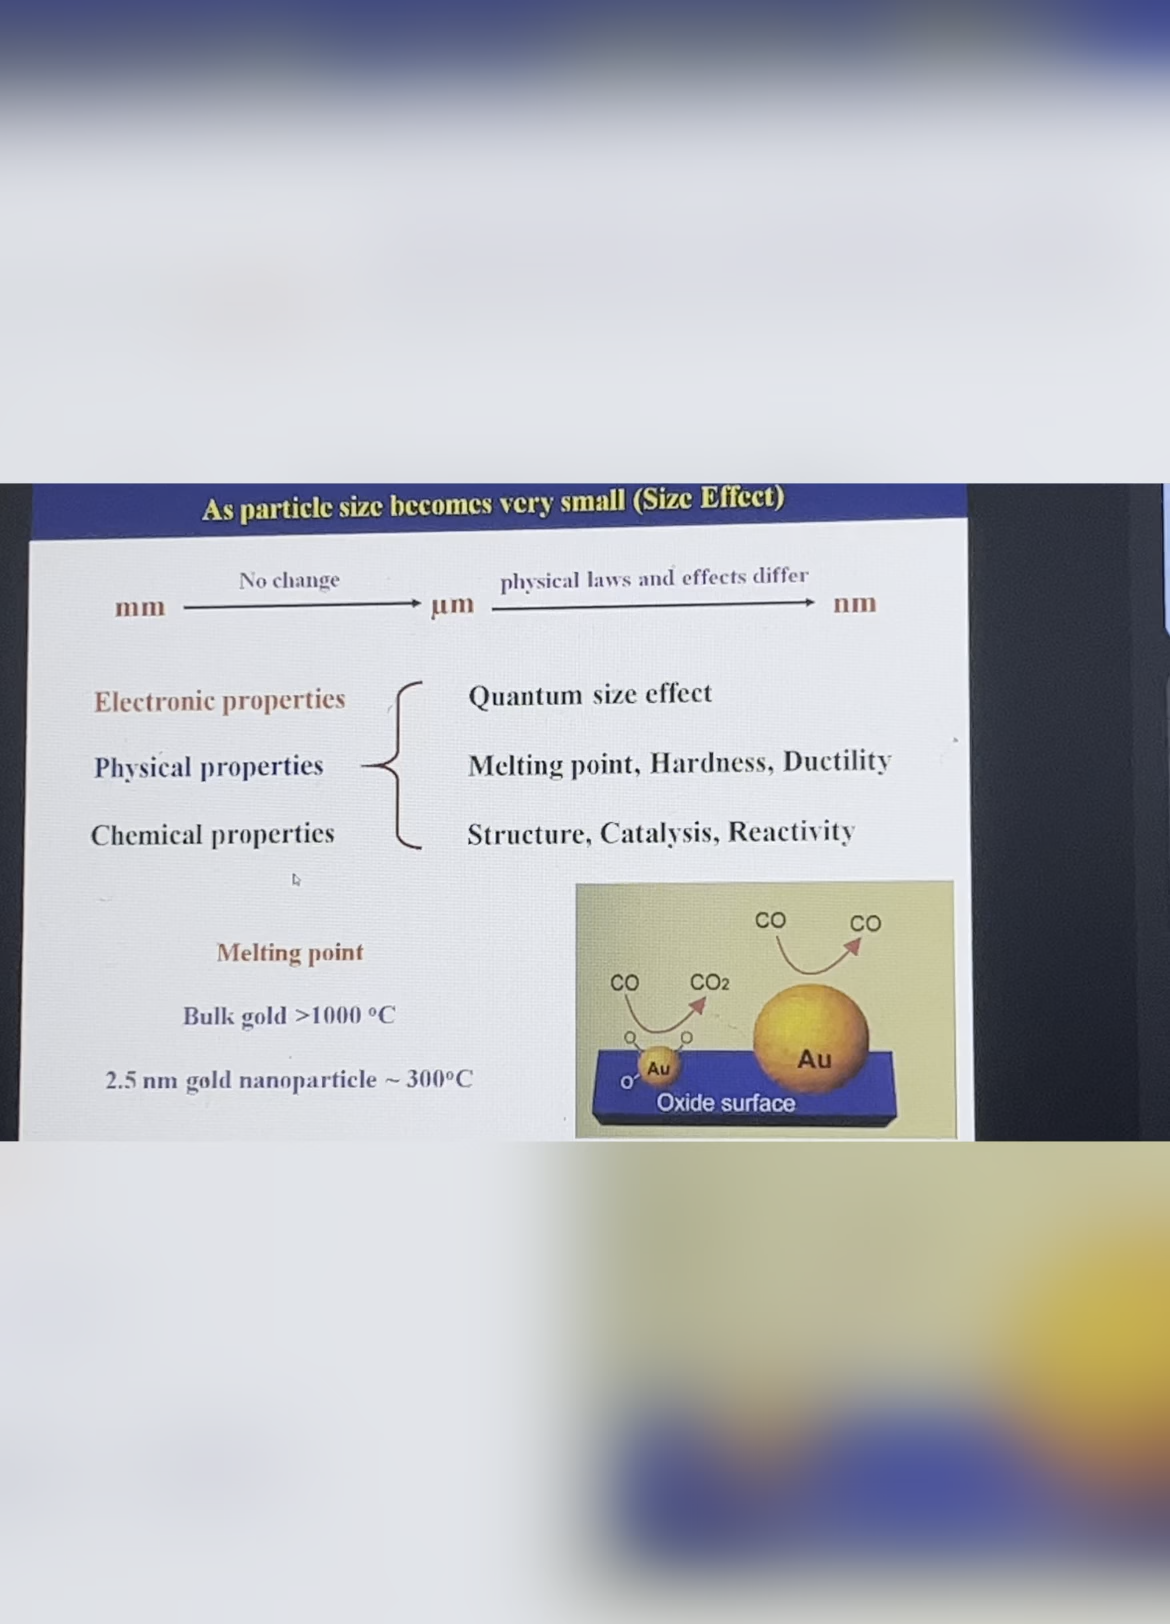 As particle size becomes very small (Size Effect)
No change
physical laws and effects differ
mm
µm
nm
Electronic properties
Quantum size effect
Physical properties
Melting point, Hardness, Ductility
Chemical properties
Structure, Catalysis, Reactivity
Melting point
Bulk gold >1000 °C
2.5 nm gold nanoparticle ~ 300°C
CO
CO
CO
CO2
O
O
Au
Au
O-
Oxide surface